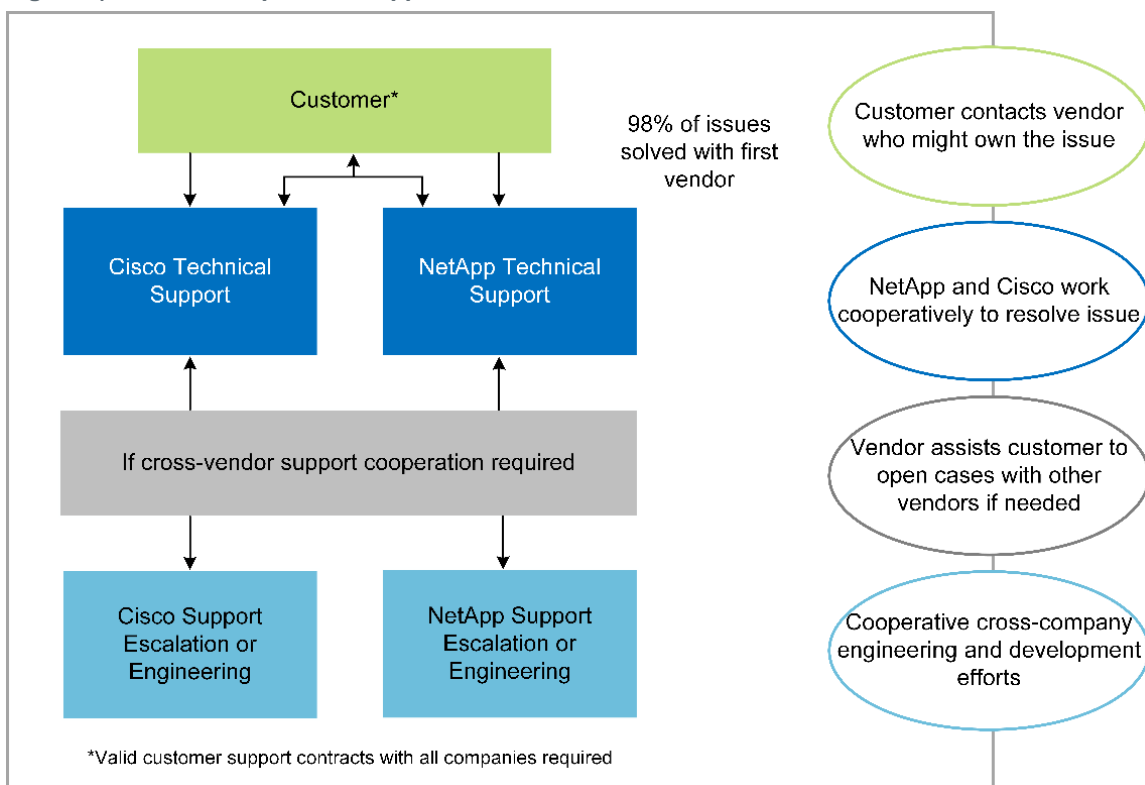 Customer*
98% of issues
solved with first
vendor
Cisco Technical
Support
NetApp Technical
Support
If cross-vendor support cooperation required
Cisco Support
Escalation or
Engineering
NetApp Support
Escalation or
Engineering
*Valid customer support contracts with all companies required
Customer contacts vendor
who might own the issue
NetApp and Cisco work
cooperatively to resolve issue
Vendor assists customer to
open cases with other
vendors if needed
Cooperative cross-company
engineering and development
efforts